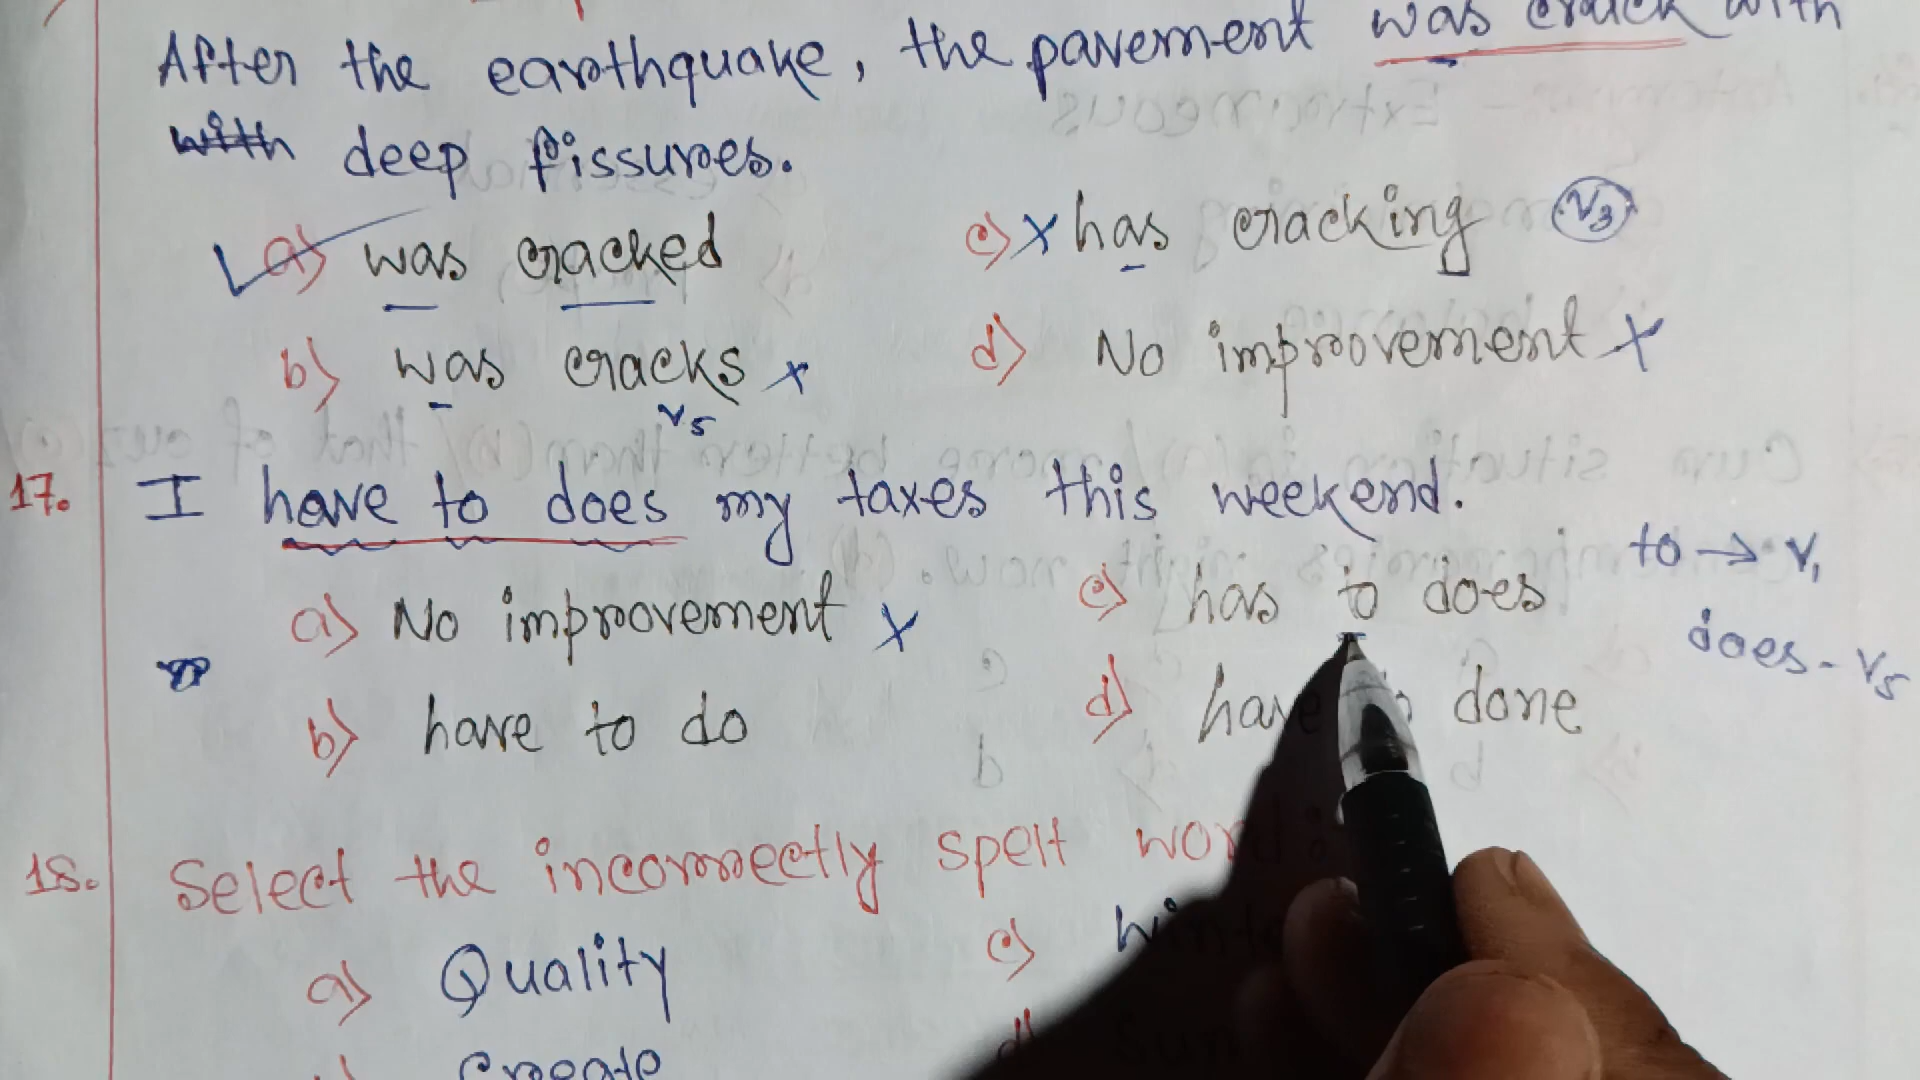 After the earthquake, the pavement was crack with
with deep fissures.
a) was cracked
c) x has cracking V3
b) was cracks x
V5
d) No improvement x
17. I have to does my taxes this weekend.
to → V1
a) No improvement x
c) has to does
does - V5
b) have to do
d) have done
18. Select the incorrectly spelt
a) Quality
c)
d)
Create